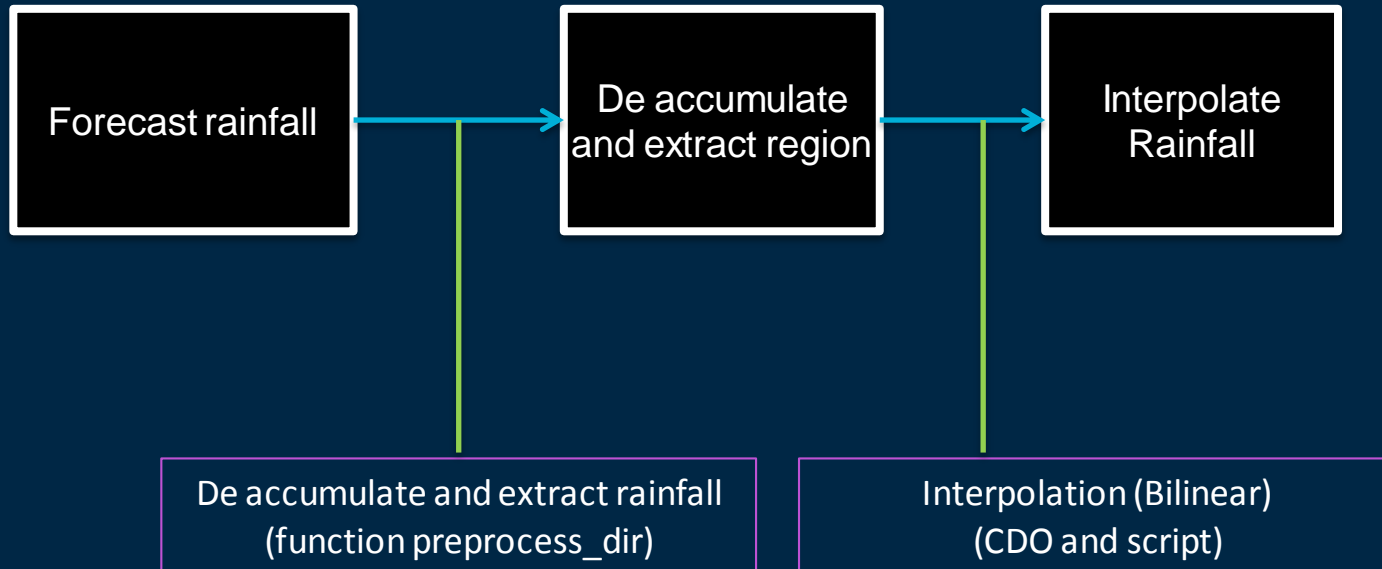 Forecast rainfall
De accumulate
and extract region
Interpolate
Rainfall
De accumulate and extract rainfall
(function preprocess_dir)
Interpolation (Bilinear)
(CDO and script)